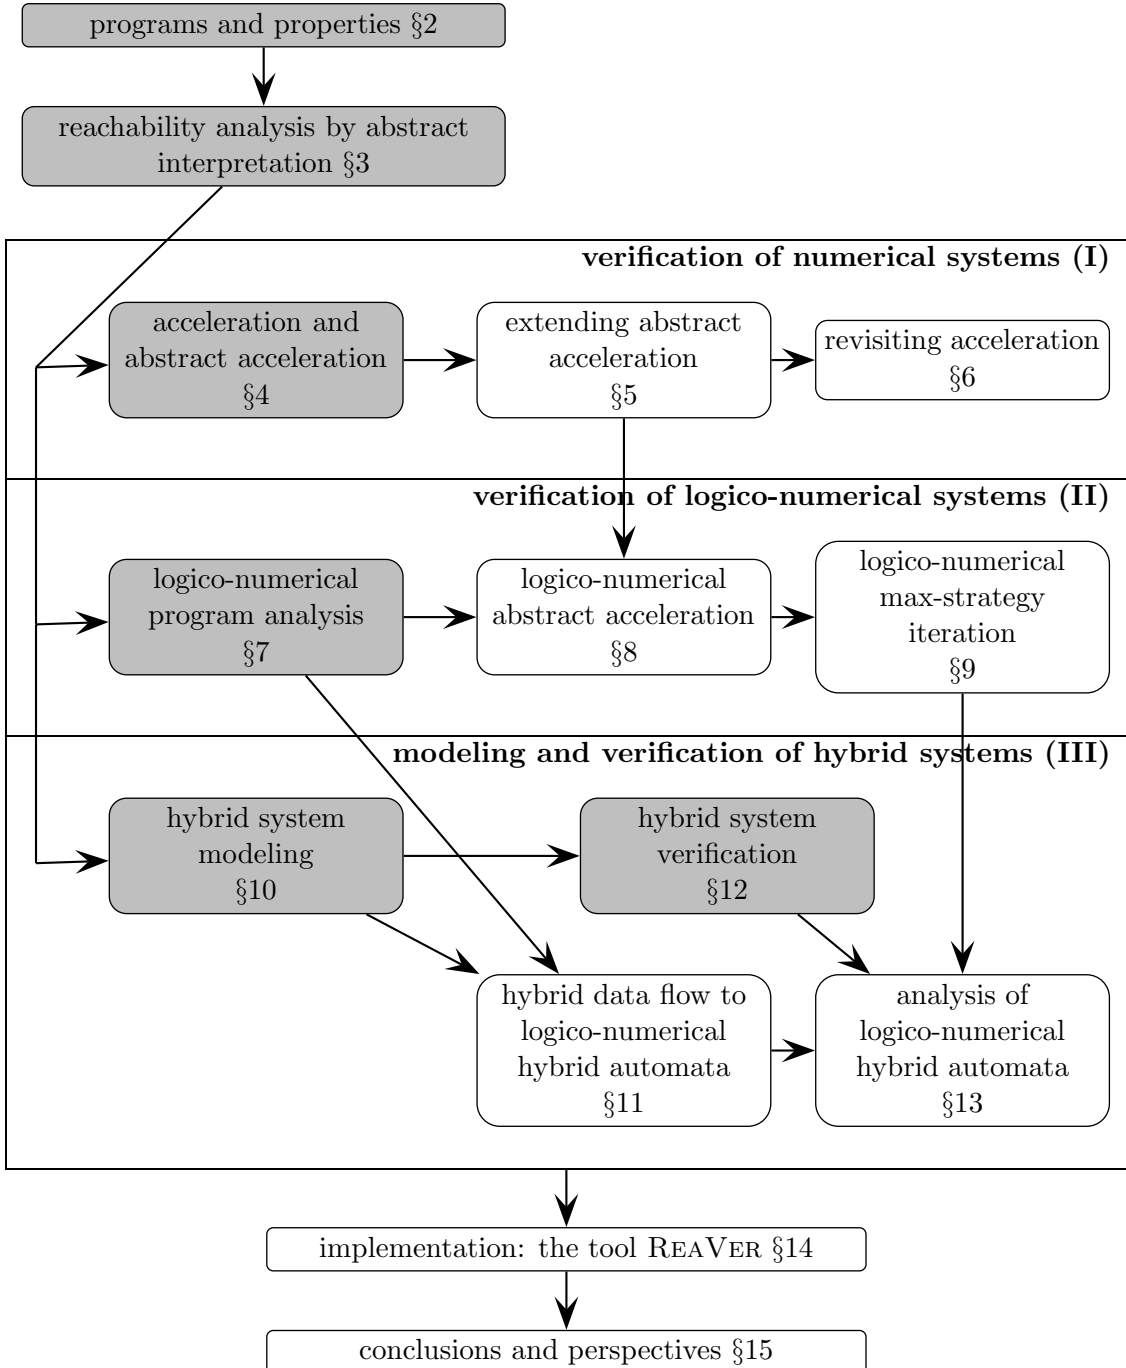 programs and properties §2
reachability analysis by abstract
interpretation §3
verification of numerical systems (I)
acceleration and
abstract acceleration
§4
extending abstract
acceleration
§5
revisiting acceleration
§6
verification of logico-numerical systems (II)
logico-numerical
program analysis
§7
logico-numerical
abstract acceleration
§8
logico-numerical
max-strategy
iteration
§9
modeling and verification of hybrid systems (III)
hybrid system
modeling
§10
hybrid system
verification
§12
hybrid data flow to
logico-numerical
hybrid automata
§11
analysis of
logico-numerical
hybrid automata
§13
implementation: the tool REAVER §14
conclusions and perspectives §15